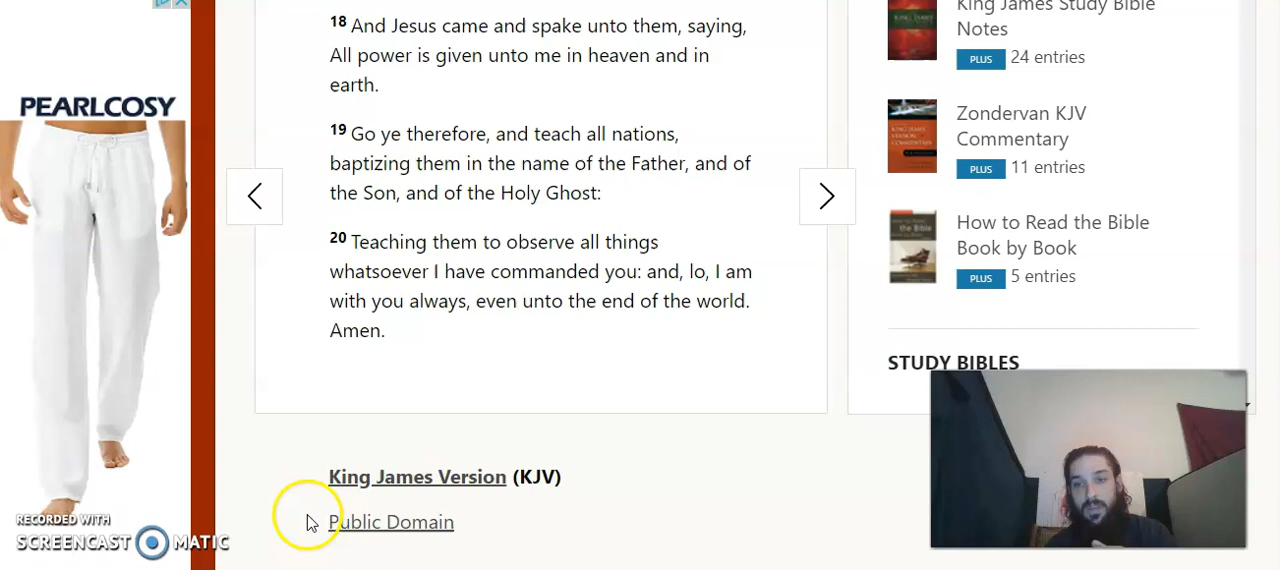 PEARLCOSY
18 And Jesus came and spake unto them, saying,
All power is given unto me in heaven and in
earth.
19 Go ye therefore, and teach all nations,
baptizing them in the name of the Father, and of
the Son, and of the Holy Ghost:
20 Teaching them to observe all things
whatsoever I have commanded you: and, lo, I am
with you always, even unto the end of the world.
Amen.
King James Version (KJV)
Public Domain
King James Study Bible
Notes
PLUS 24 entries
Zondervan KJV
Commentary
PLUS 11 entries
How to Read the Bible
Book by Book
PLUS 5 entries
STUDY BIBLES
RECORDED WITH
SCREENCAST MATIC